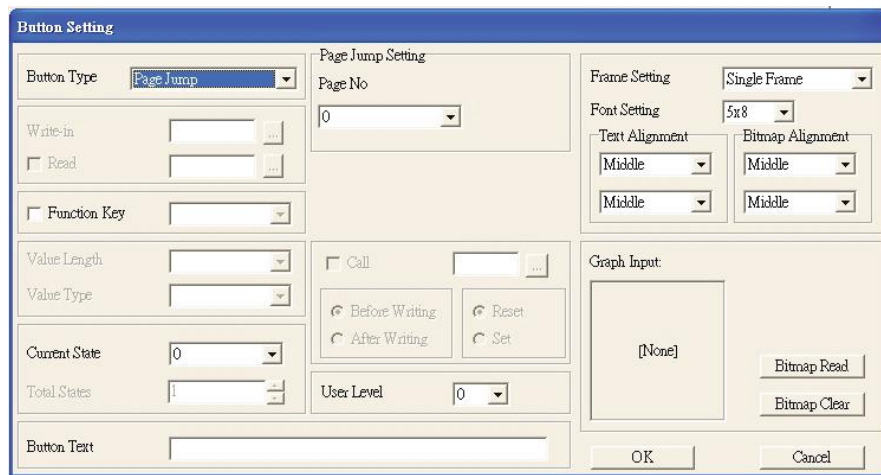 Button Setting
Button Type Page Jump
Write-in ...
Read ...
Function Key
Value Length
Value Type
Current State 0
Total States 1
Button Text
Page Jump Setting
Page No
0
Call ...
Before Writing Reset
After Writing Set
User Level 0
Frame Setting Single Frame
Font Setting 5x8
Text Alignment Bitmap Alignment
Middle Middle
Middle Middle
Graph Input:
[None]
Bitmap Read
Bitmap Clear
OK Cancel